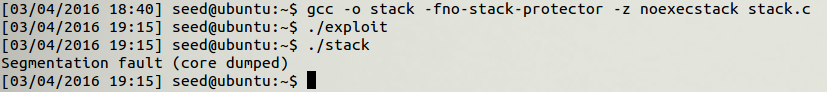 [03/04/2016 18:40] seed@ubuntu:~$ gcc -o stack -fno-stack-protector -z noexecstack stack.c
[03/04/2016 19:15] seed@ubuntu:~$ ./exploit
[03/04/2016 19:15] seed@ubuntu:~$ ./stack
Segmentation fault (core dumped)
[03/04/2016 19:15] seed@ubuntu:~$